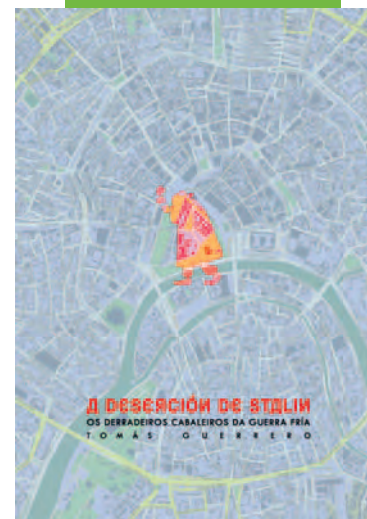 A DESERCIÓN DE STALIN
OS DERRADEIROS CABALEIROS DA GUERRA FRÍA
TOMÁS GUERRERO